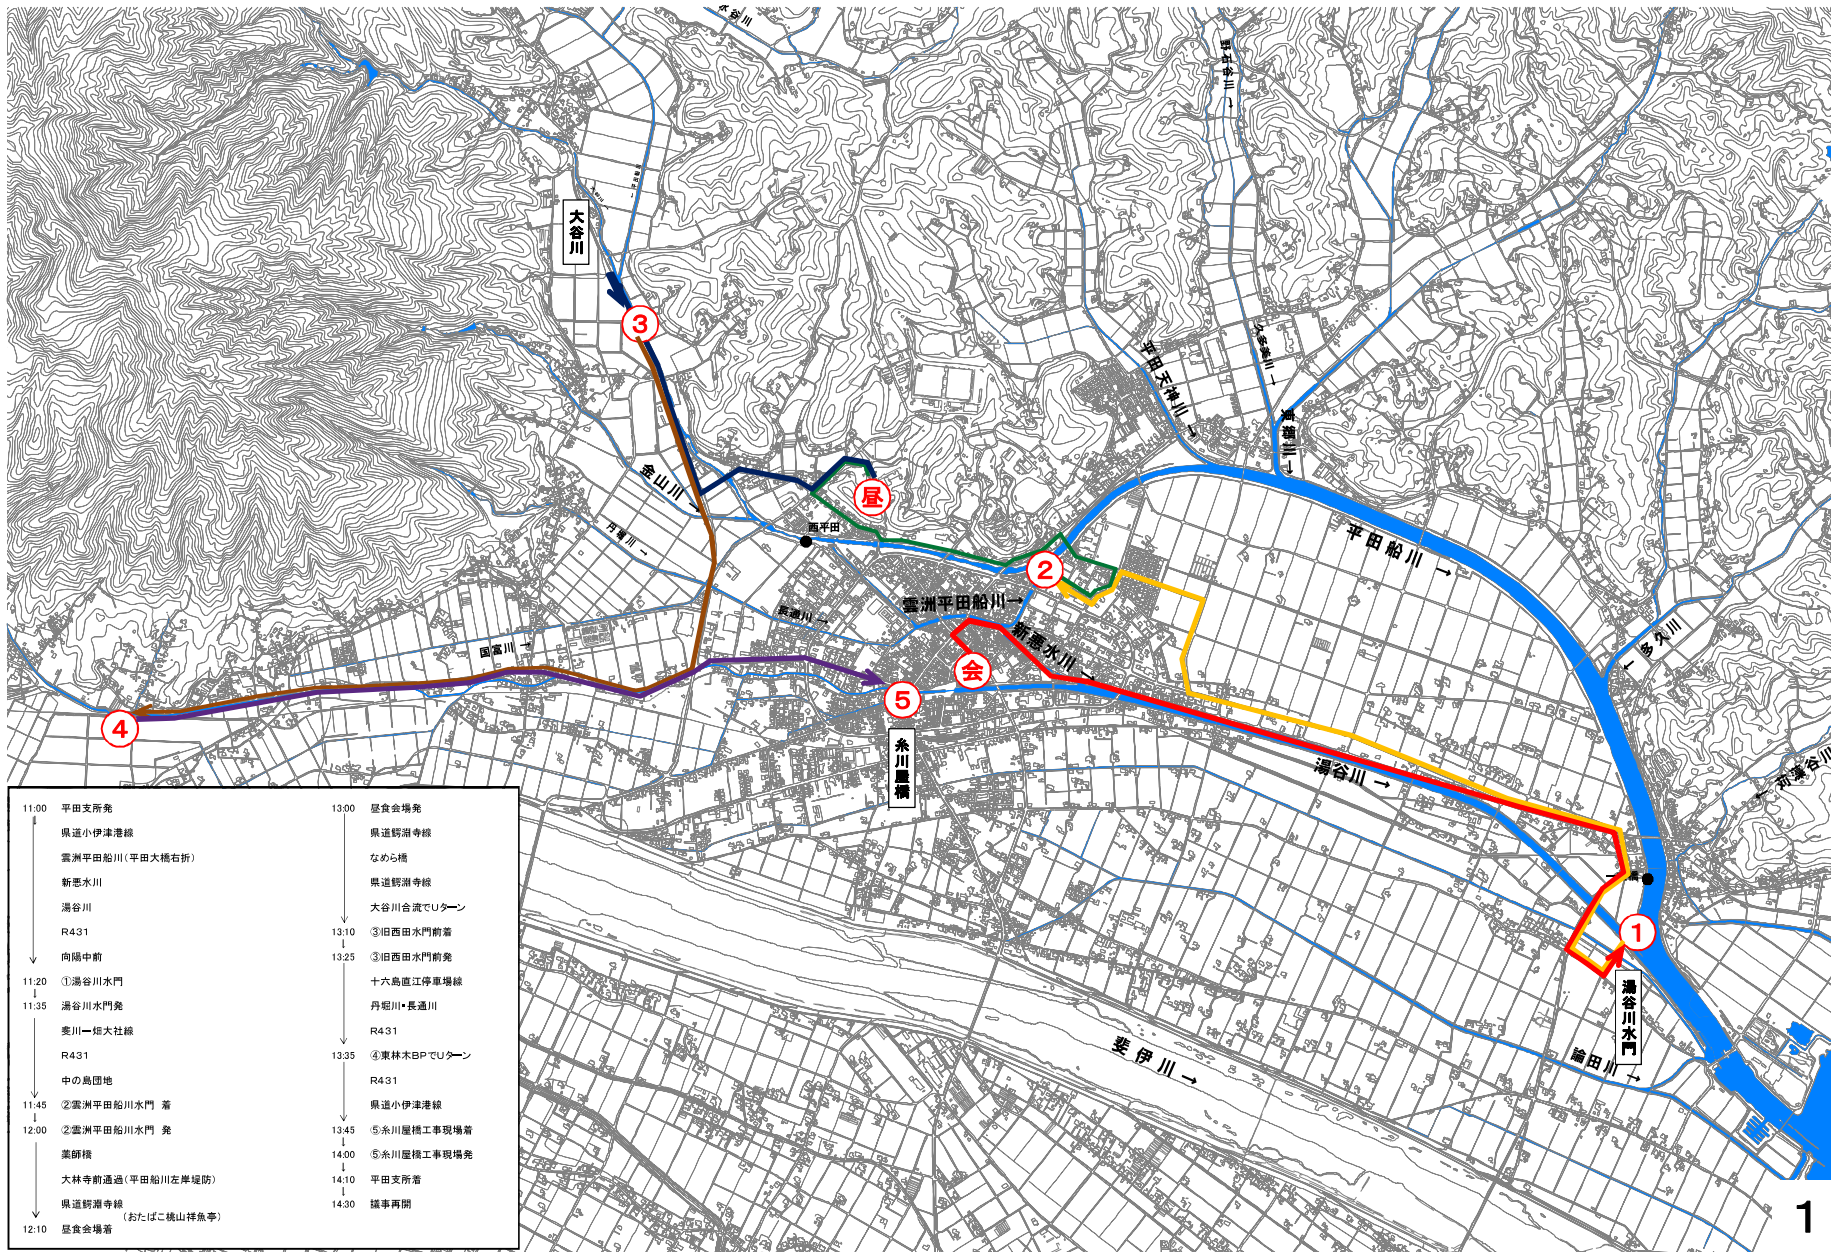 大谷川
③
金山川→
丹堀川→
西平田
昼
②
雲洲平田船川→
長通川→
国富川→
新悪水川→
会
④
⑤
糸川屋橋
平田天神川→
久多美川→
東郷川→
平田船川→
←多久川
湯谷川→
①
湯谷川水門
斐伊川→
論田川→
11:00 平田支所発
↓ 県道小伊津港線
雲洲平田船川(平田大橋右折)
新悪水川
湯谷川
R431
向陽中前
11:20 ①湯谷川水門
↓
11:35 湯谷川水門発
斐川一畑大社線
R431
中の島団地
11:45 ②雲洲平田船川水門 着
↓
12:00 ②雲洲平田船川水門 発
薬師橋
大林寺前通過(平田船川左岸堤防)
県道鰐淵寺線
(おたばこ桃山祥魚亭)
12:10 昼食会場着
13:00 昼食会場発
県道鰐淵寺線
なめら橋
県道鰐淵寺線
大谷川合流でUターン
13:10 ③旧西田水門前着
↓
13:25 ③旧西田水門前発
十六島直江停車場線
丹堀川・長通川
R431
13:35 ④東林木BPでUターン
R431
県道小伊津港線
13:45 ⑤糸川屋橋工事現場着
↓
14:00 ⑤糸川屋橋工事現場発
↓
14:10 平田支所着
↓
14:30 議事再開
1